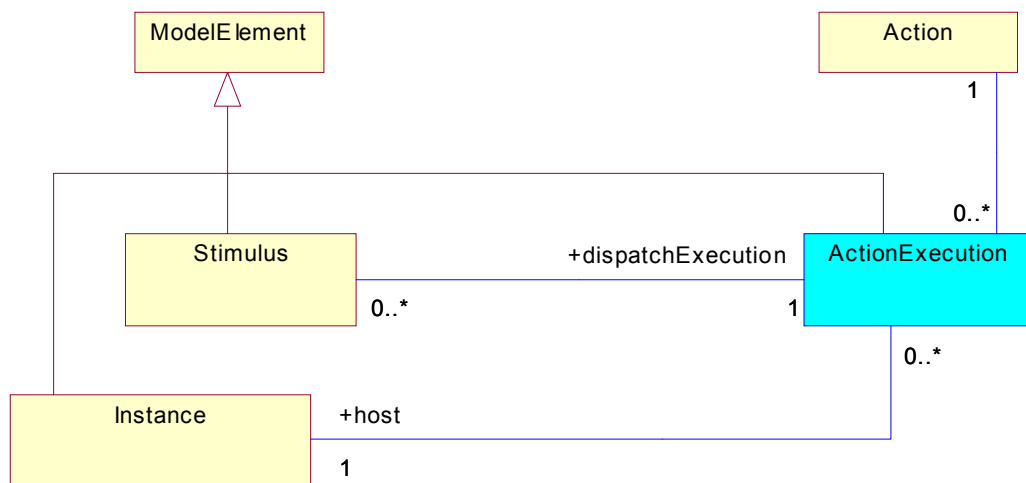 ModelElement
Action
1
0..*
Stimulus
+dispatchExecution
ActionExecution
0..*
1
0..*
Instance
+host
1